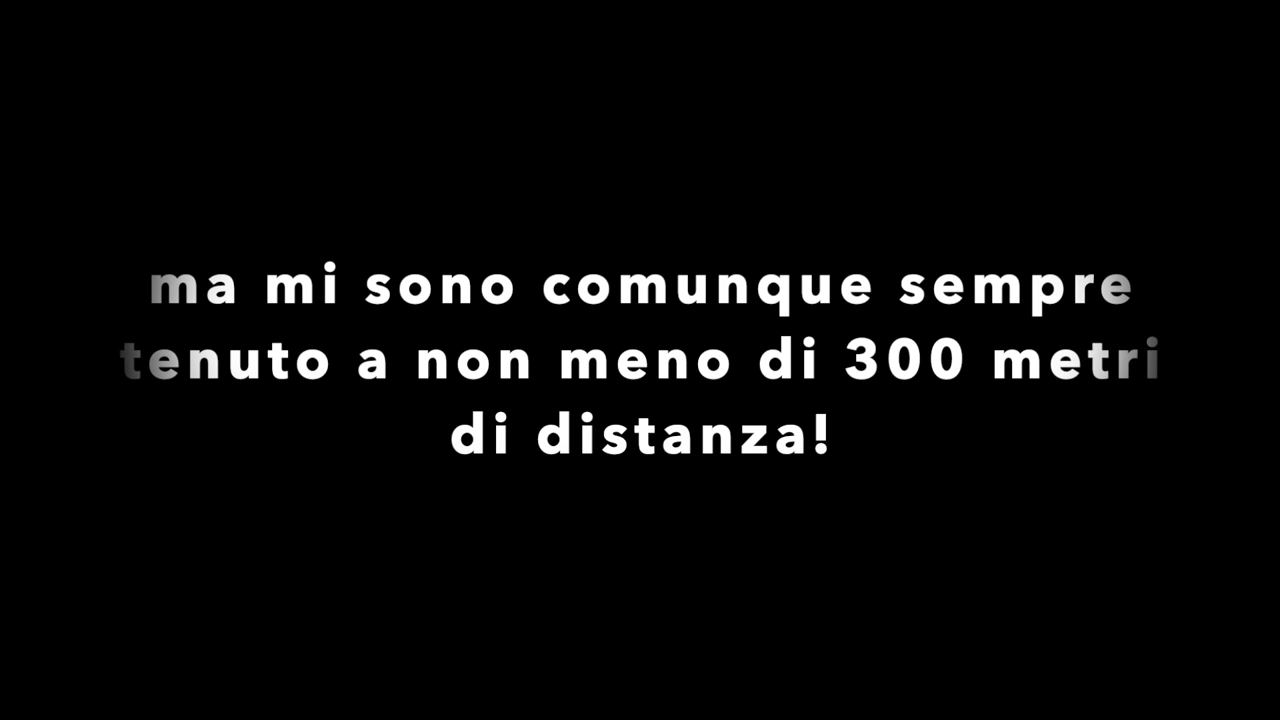 ma mi sono comunque sempre
tenuto a non meno di 300 metri
di distanza!